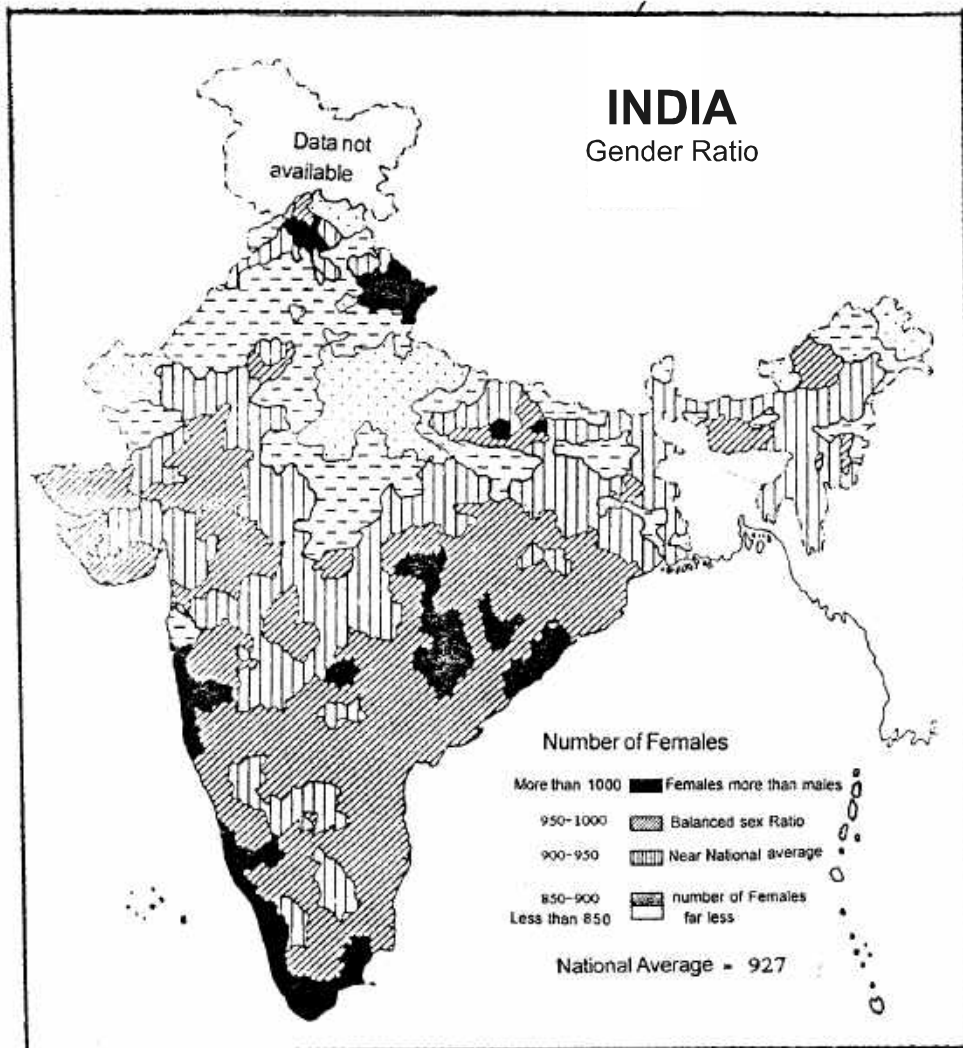 INDIA
Gender Ratio
Data not
available
Number of Females
More than 1000 Females more than males
950-1000 Balanced sex Ratio
900-950 Near National average
850-900 number of Females
Less than 850 far less
National Average - 927